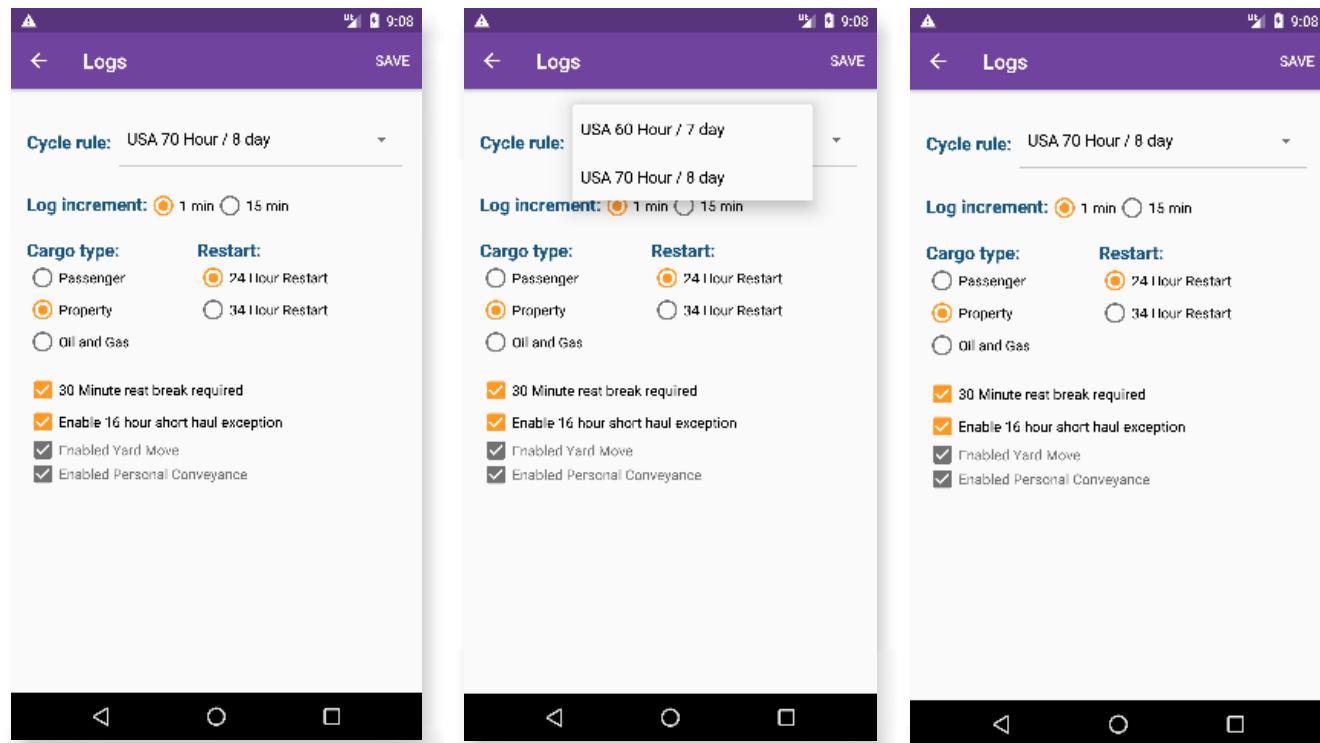 9:08
Logs SAVE
Cycle rule: USA 70 Hour / 8 day
Log increment: 1 min 15 min
Cargo type: Restart:
Passenger 24 Hour Restart
Property 34 Hour Restart
Oil and Gas
30 Minute rest break required
Enable 16 hour short haul exception
Enabled Yard Move
Enabled Personal Conveyance
9:08
Logs SAVE
USA 60 Hour / 7 day
Cycle rule:
USA 70 Hour / 8 day
Log increment: 1 min 15 min
Cargo type: Restart:
Passenger 24 Hour Restart
Property 34 Hour Restart
Oil and Gas
30 Minute rest break required
Enable 16 hour short haul exception
Enabled Yard Move
Enabled Personal Conveyance
9:08
Logs SAVE
Cycle rule: USA 70 Hour / 8 day
Log increment: 1 min 15 min
Cargo type: Restart:
Passenger 24 Hour Restart
Property 34 Hour Restart
Oil and Gas
30 Minute rest break required
Enable 16 hour short haul exception
Enabled Yard Move
Enabled Personal Conveyance